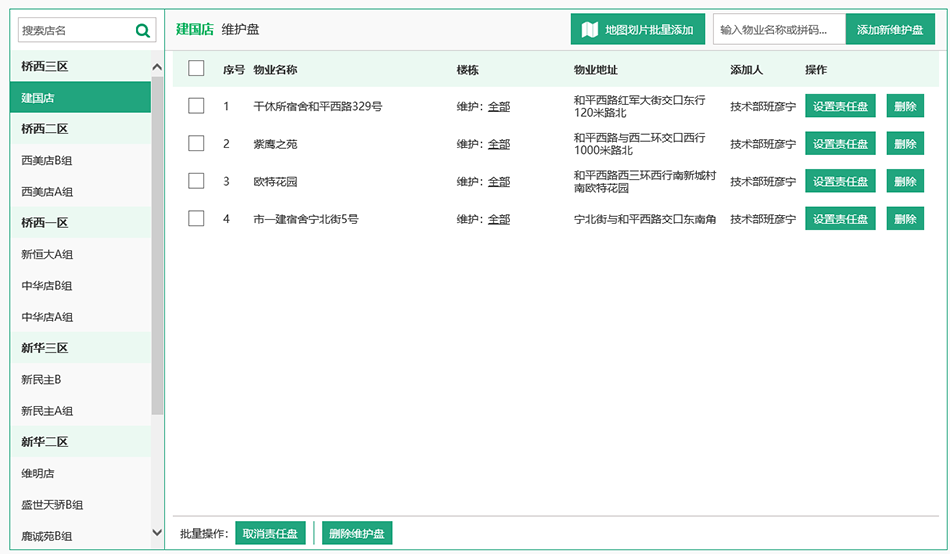 搜索店名
桥西三区
建国店
桥西二区
西美店B组
西美店A组
桥西一区
新恒大A组
中华店B组
中华店A组
新华三区
新民主B
新民主A组
新华二区
维明店
盛世天骄B组
鹿诚苑B组
建国店 维护盘
地图划片批量添加
输入物业名称或拼码...
添加新维护盘
序号 物业名称 楼栋 物业地址 添加人 操作
1 干休所宿舍和平西路329号 维护：全部 和平西路红军大街交口东行
120米路北 技术部班彦宁 设置责任盘 删除
2 紫鹰之苑 维护：全部 和平西路与西二环交口西行
1000米路北 技术部班彦宁 设置责任盘 删除
3 欧特花园 维护：全部 和平西路西三环西行南新城村
南欧特花园 技术部班彦宁 设置责任盘 删除
4 市一建宿舍宁北街5号 维护：全部 宁北街与和平西路交口东南角 技术部班彦宁 设置责任盘 删除
批量操作： 取消责任盘 删除维护盘